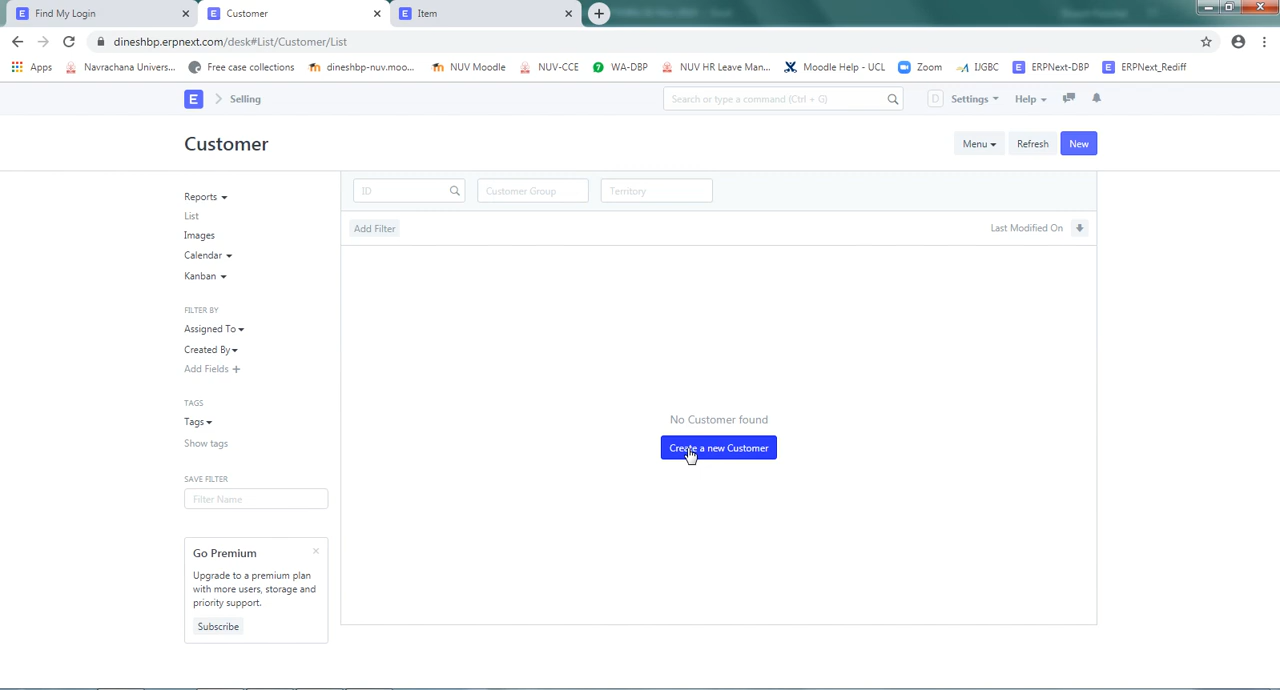 Find My Login
Customer
Item
dineshbp.erpnext.com/desk#List/Customer/List
Apps
Navrachana Univers...
Free case collections
dineshbp-nuv.moo...
NUV Moodle
NUV-CCE
WA-DBP
NUV HR Leave Man...
Moodle Help - UCL
Zoom
IJGBC
ERPNext-DBP
ERPNext_Rediff
E
Selling
Search or type a command (Ctrl + G)
D
Settings
Help
Customer
Menu
Refresh
New
Reports
List
Images
Calendar
Kanban
FILTER BY
Assigned To
Created By
Add Fields +
TAGS
Tags
Show tags
SAVE FILTER
Filter Name
Go Premium
Upgrade to a premium plan
with more users, storage and
priority support.
Subscribe
ID
Customer Group
Territory
Add Filter
Last Modified On
No Customer found
Create a new Customer